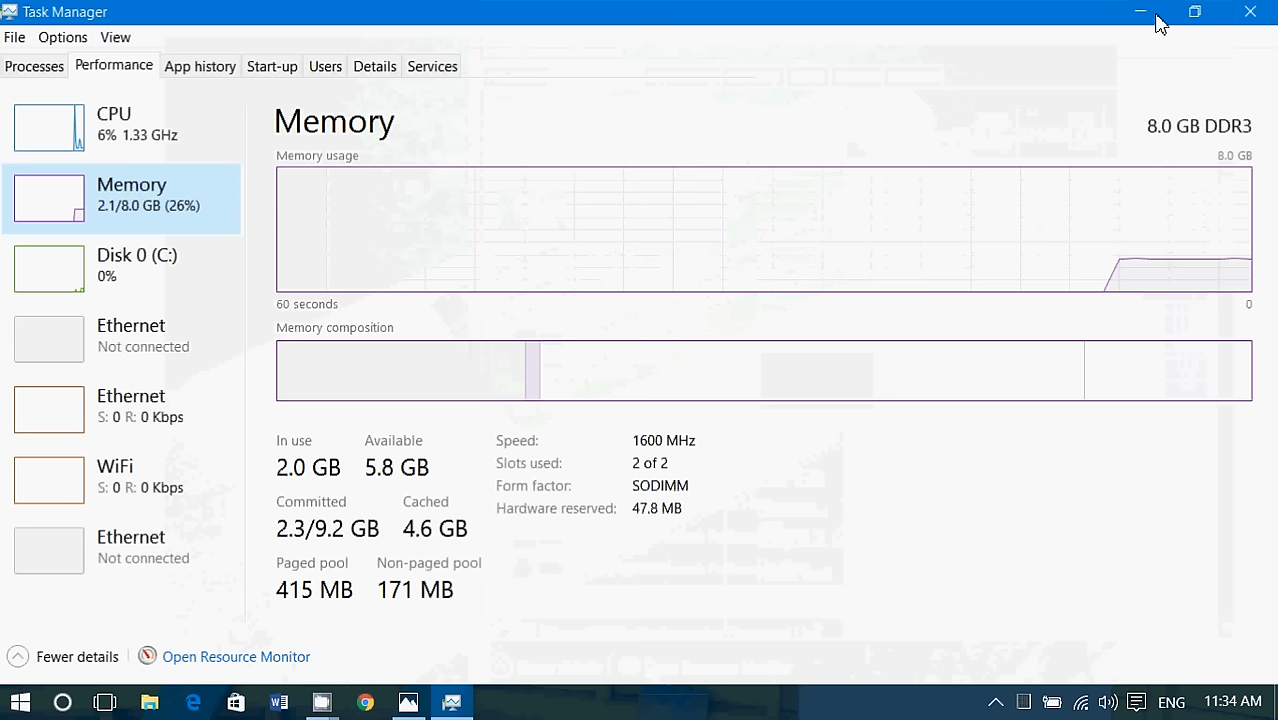 Task Manager
File Options View
Processes Performance App history Start-up Users Details Services
CPU
6% 1.33 GHz
Memory
2.1/8.0 GB (26%)
Disk 0 (C:)
0%
Ethernet
Not connected
Ethernet
S: 0 R: 0 Kbps
WiFi
S: 0 R: 0 Kbps
Ethernet
Not connected
Memory 8.0 GB DDR3
Memory usage 8.0 GB
60 seconds 0
Memory composition
In use Available
2.0 GB 5.8 GB
Committed Cached
2.3/9.2 GB 4.6 GB
Paged pool Non-paged pool
415 MB 171 MB
Speed: 1600 MHz
Slots used: 2 of 2
Form factor: SODIMM
Hardware reserved: 47.8 MB
Fewer details Open Resource Monitor
ENG 11:34 AM